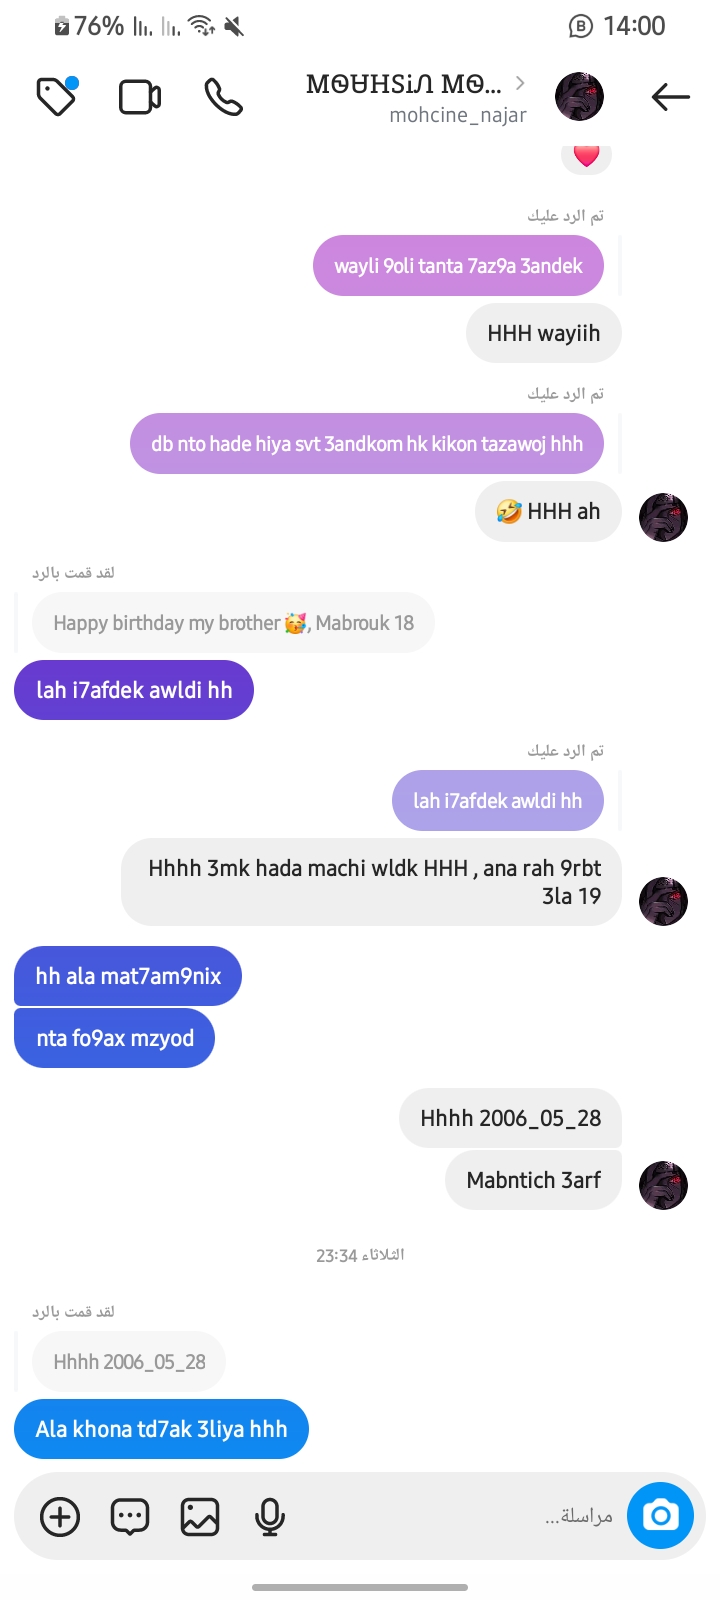 76%
14:00
MѲɄHSiՈ MѲ...
mohcine_najar
تم الرد عليك
wayli 9oli tanta 7az9a 3andek
HHH wayiih
تم الرد عليك
db nto hade hiya svt 3andkom hk kikon tazawoj hhh
🤣 HHH ah
لقد قمت بالرد
Happy birthday my brother 🥳, Mabrouk 18
lah i7afdek awldi hh
تم الرد عليك
lah i7afdek awldi hh
Hhhh 3mk hada machi wldk HHH , ana rah 9rbt
3la 19
hh ala mat7am9nix
nta fo9ax mzyod
Hhhh 2006_05_28
Mabntich 3arf
الثلاثاء 23:34
لقد قمت بالرد
Hhhh 2006_05_28
Ala khona td7ak 3liya hhh
مراسلة...